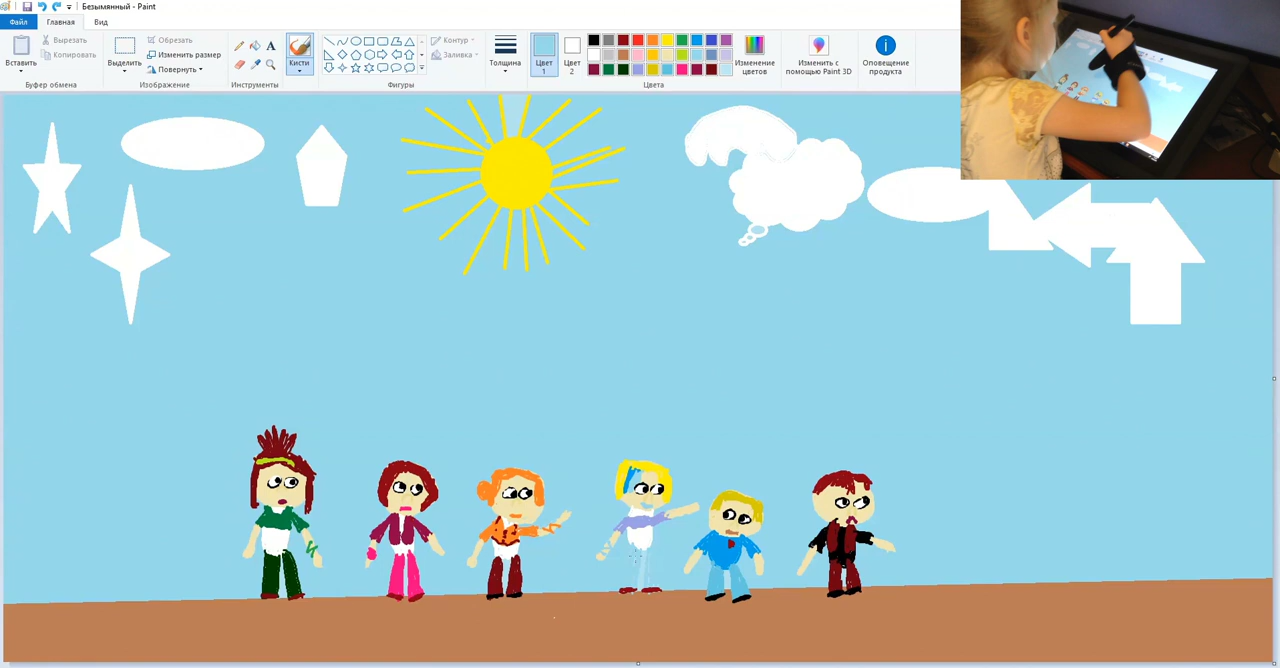 Безымянный - Paint
Файл Главная Вид
Вставить
Вырезать
Копировать
Буфер обмена
Выделить
Обрезать
Изменить размер
Повернуть
Изображение
Инструменты
Кисти
Контур
Заливка
Фигуры
Толщина
Цвет 1
Цвет 2
Изменение цветов
Цвета
Изменить с помощью Paint 3D
Оповещение продукта